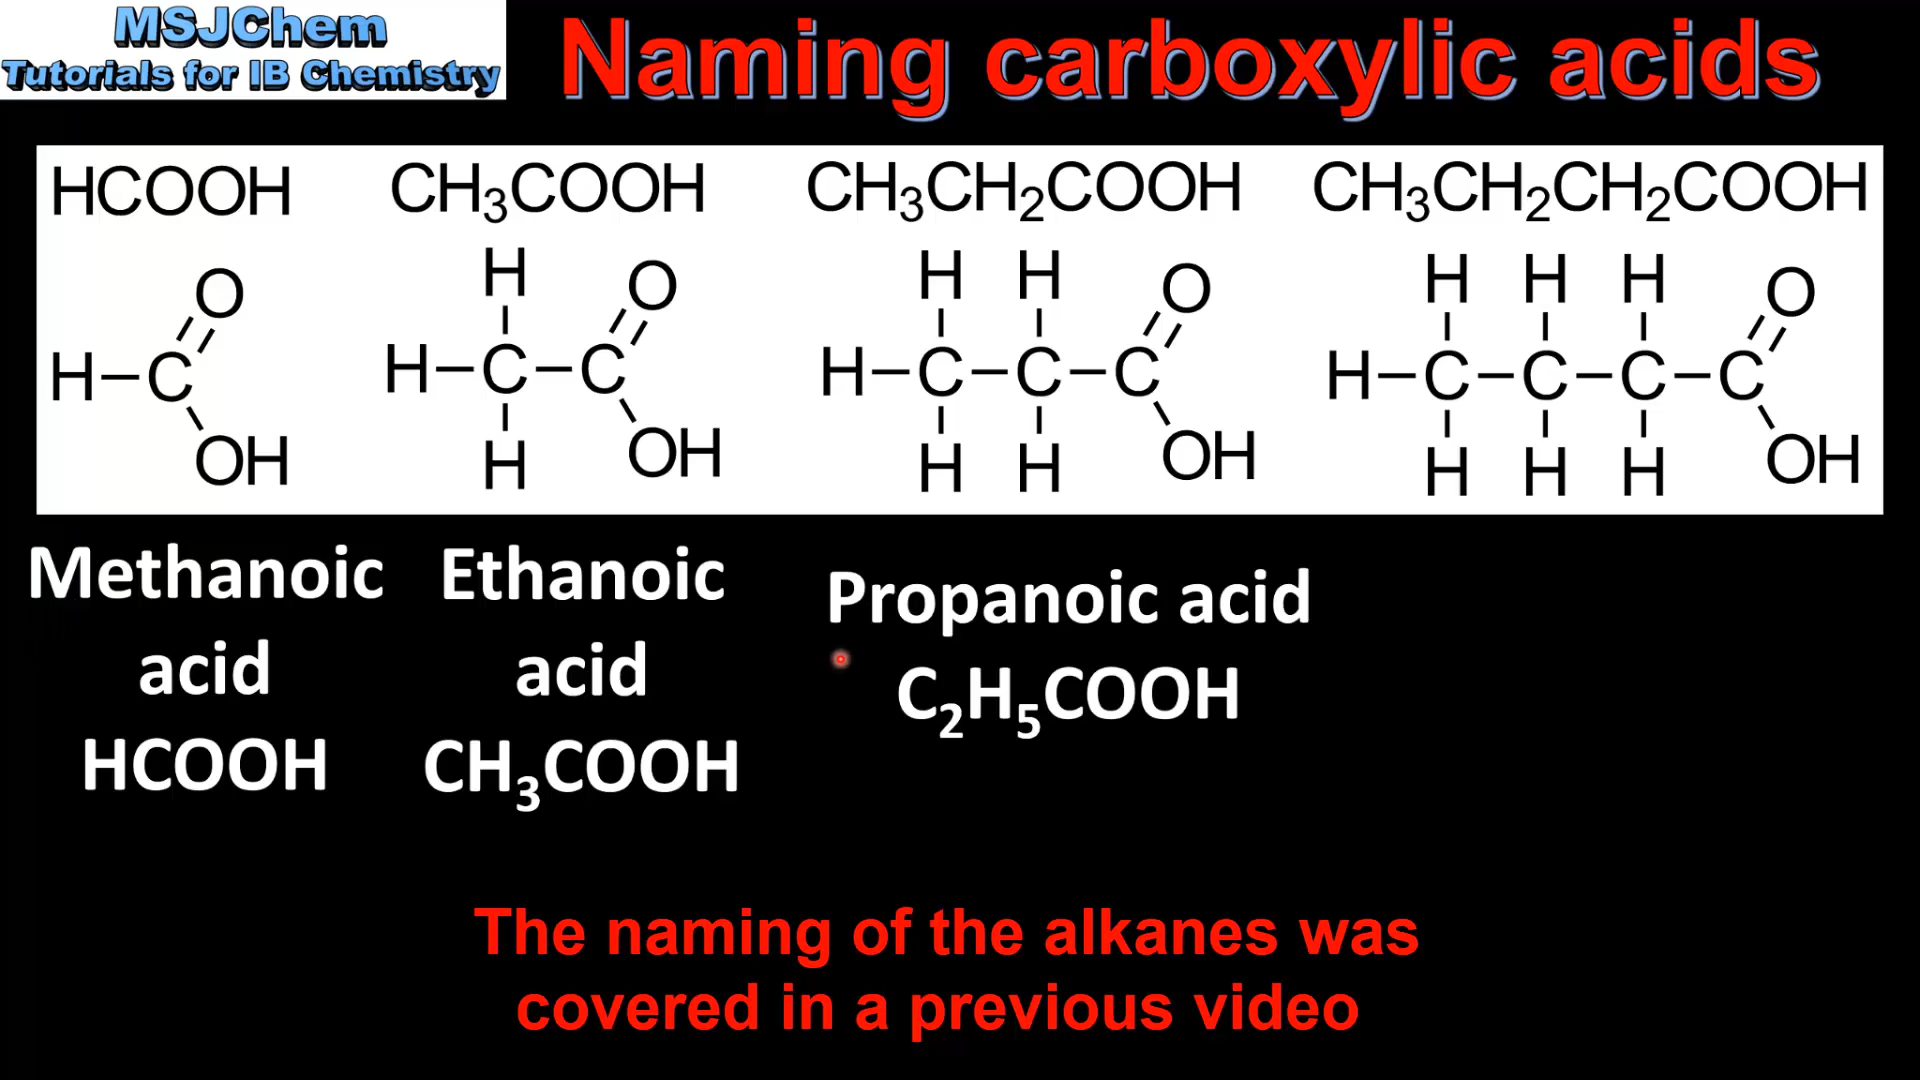 MSJChem
Tutorials for IB Chemistry
Naming carboxylic acids
HCOOH CH₃COOH CH₃CH₂COOH CH₃CH₂CH₂COOH
H H H H H H
O O O O
H C H C C H C C C H C C C C
OH OH OH OH
H H H H H H
Methanoic
acid
HCOOH
Ethanoic
acid
CH₃COOH
Propanoic acid
C₂H₅COOH
The naming of the alkanes was
covered in a previous video